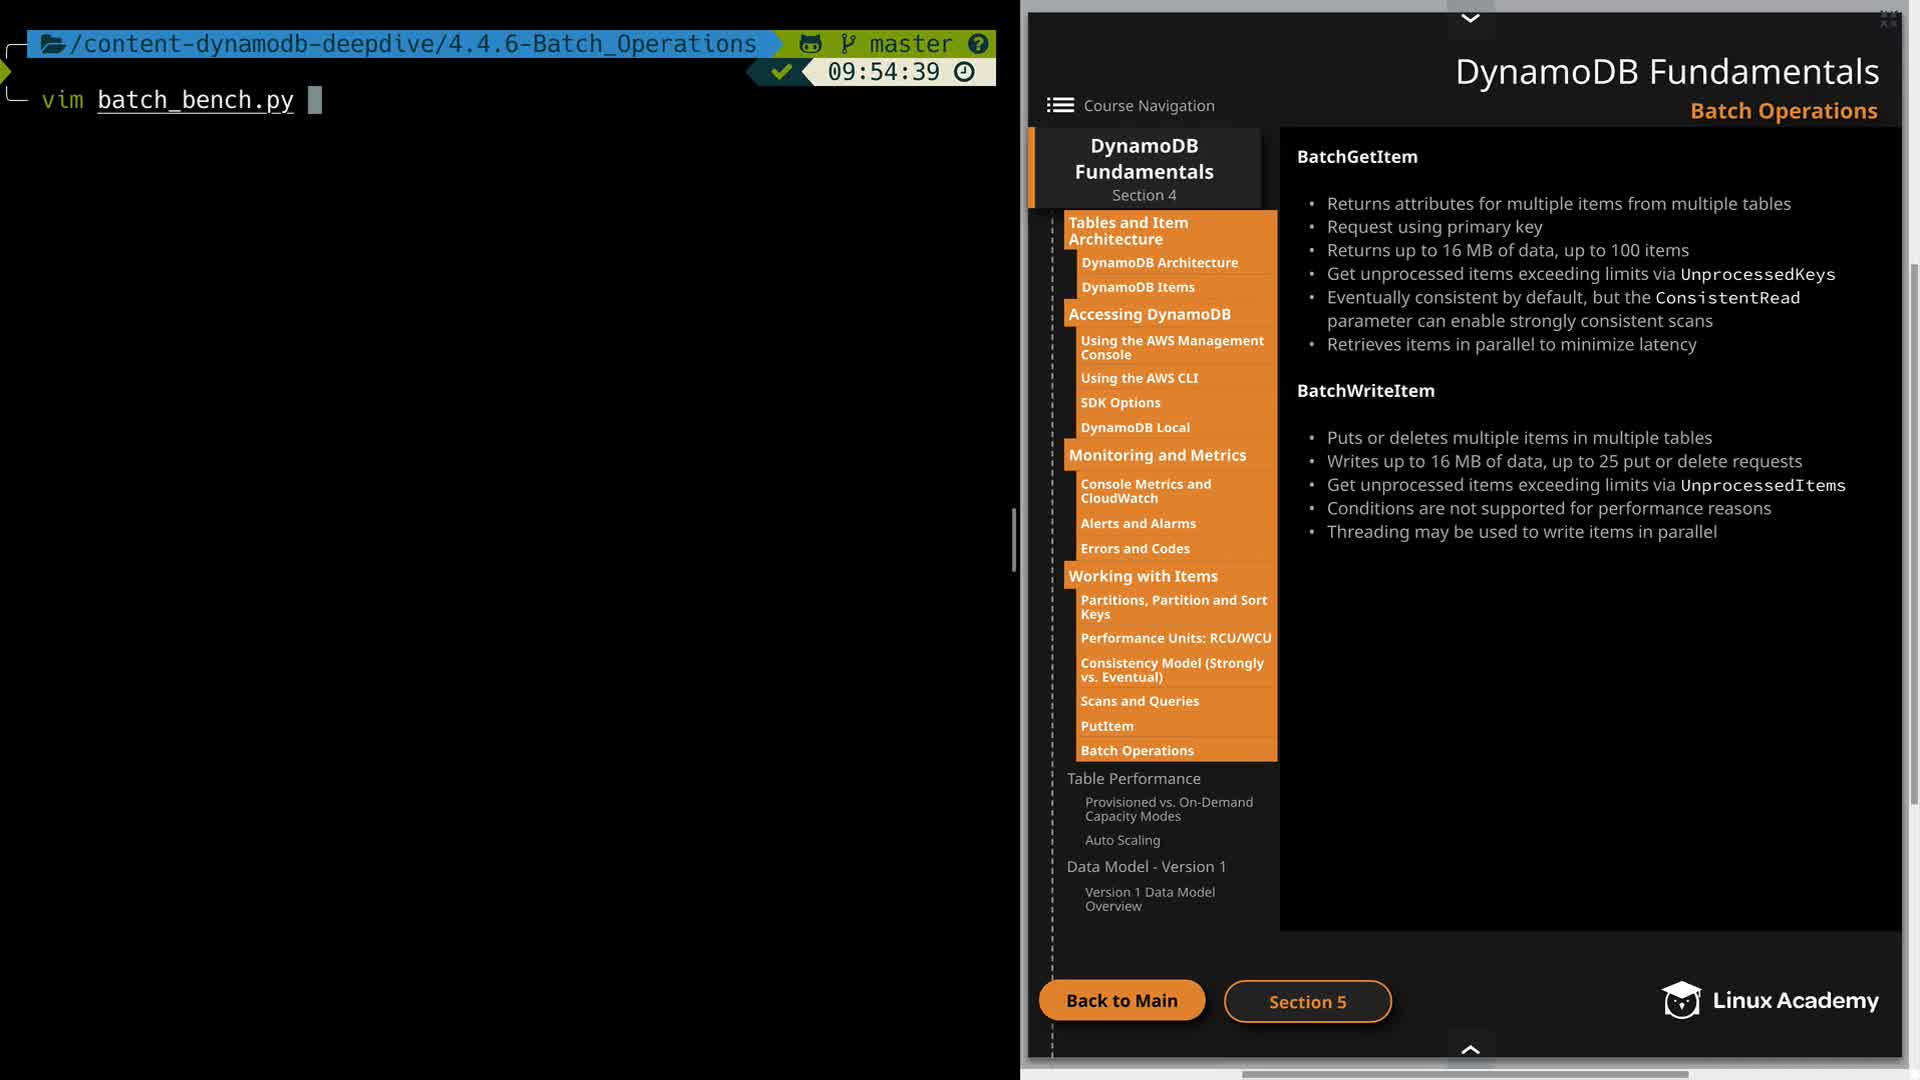 /content-dynamodb-deepdive/4.4.6-Batch_Operations master
09:54:39
vim batch_bench.py
DynamoDB Fundamentals
Batch Operations
Course Navigation
DynamoDB
Fundamentals
Section 4
Tables and Item
Architecture
DynamoDB Architecture
DynamoDB Items
Accessing DynamoDB
Using the AWS Management
Console
Using the AWS CLI
SDK Options
DynamoDB Local
Monitoring and Metrics
Console Metrics and
CloudWatch
Alerts and Alarms
Errors and Codes
Working with Items
Partitions, Partition and Sort
Keys
Performance Units: RCU/WCU
Consistency Model (Strongly
vs. Eventual)
Scans and Queries
PutItem
Batch Operations
Table Performance
Provisioned vs. On-Demand
Capacity Modes
Auto Scaling
Data Model - Version 1
Version 1 Data Model
Overview
BatchGetItem
• Returns attributes for multiple items from multiple tables
• Request using primary key
• Returns up to 16 MB of data, up to 100 items
• Get unprocessed items exceeding limits via UnprocessedKeys
• Eventually consistent by default, but the ConsistentRead
parameter can enable strongly consistent scans
• Retrieves items in parallel to minimize latency
BatchWriteItem
• Puts or deletes multiple items in multiple tables
• Writes up to 16 MB of data, up to 25 put or delete requests
• Get unprocessed items exceeding limits via UnprocessedItems
• Conditions are not supported for performance reasons
• Threading may be used to write items in parallel
Back to Main
Section 5
Linux Academy